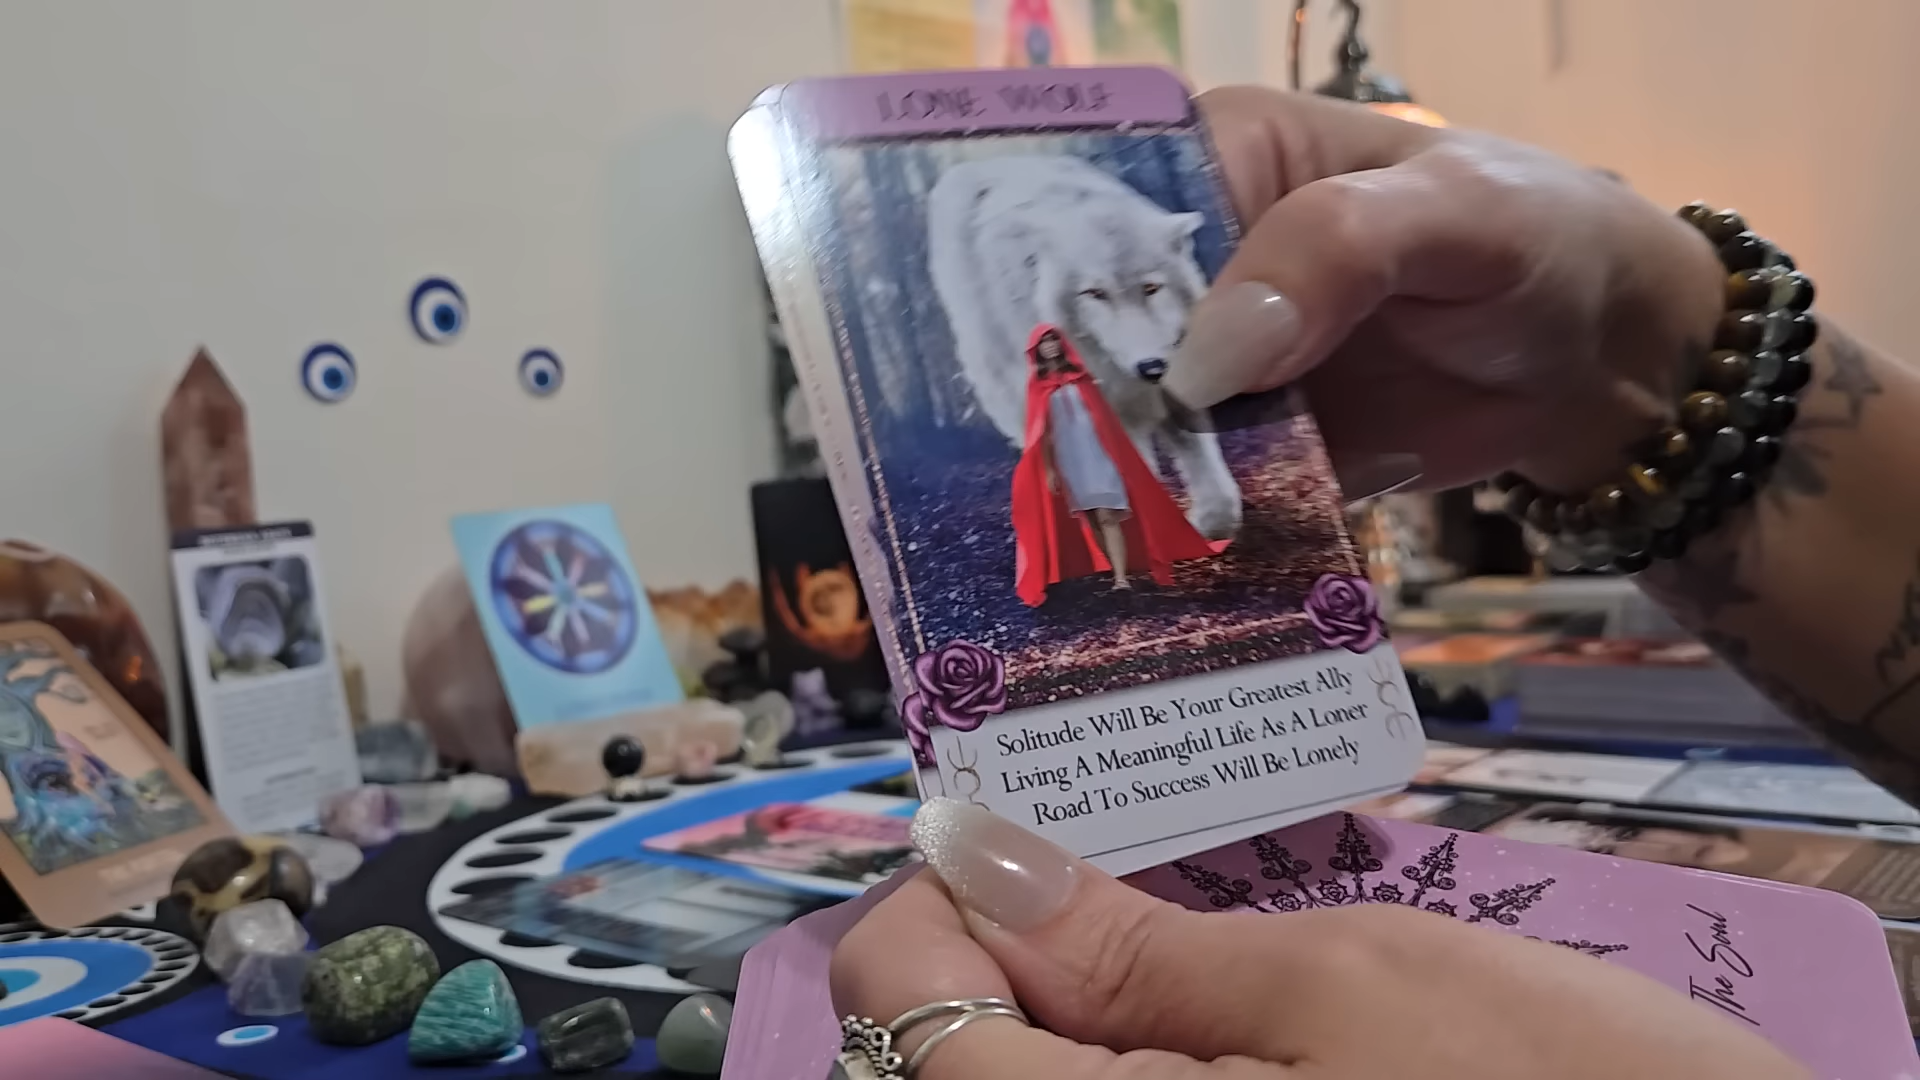 LONE WOLF
Solitude Will Be Your Greatest Ally
Living A Meaningful Life As A Loner
Road To Success Will Be Lonely
The Soul